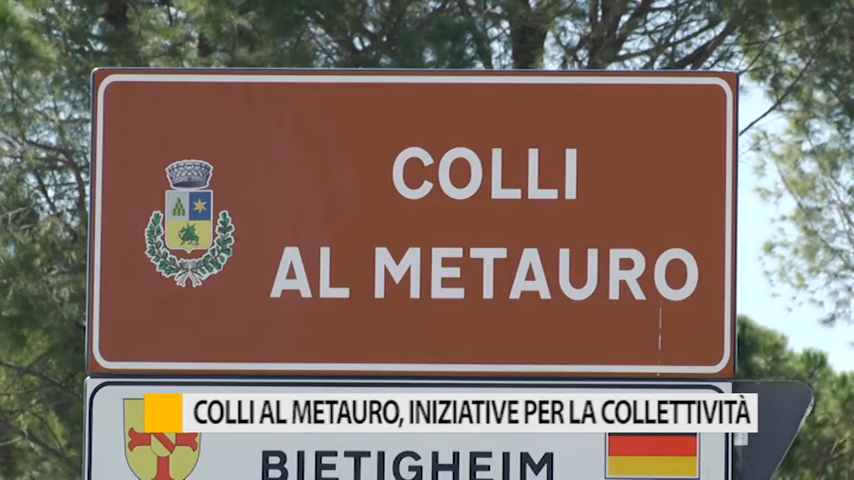 COLLI
AL METAURO
COLLI AL METAURO, INIZIATIVE PER LA COLLETTIVITÀ
BIETIGHEIM